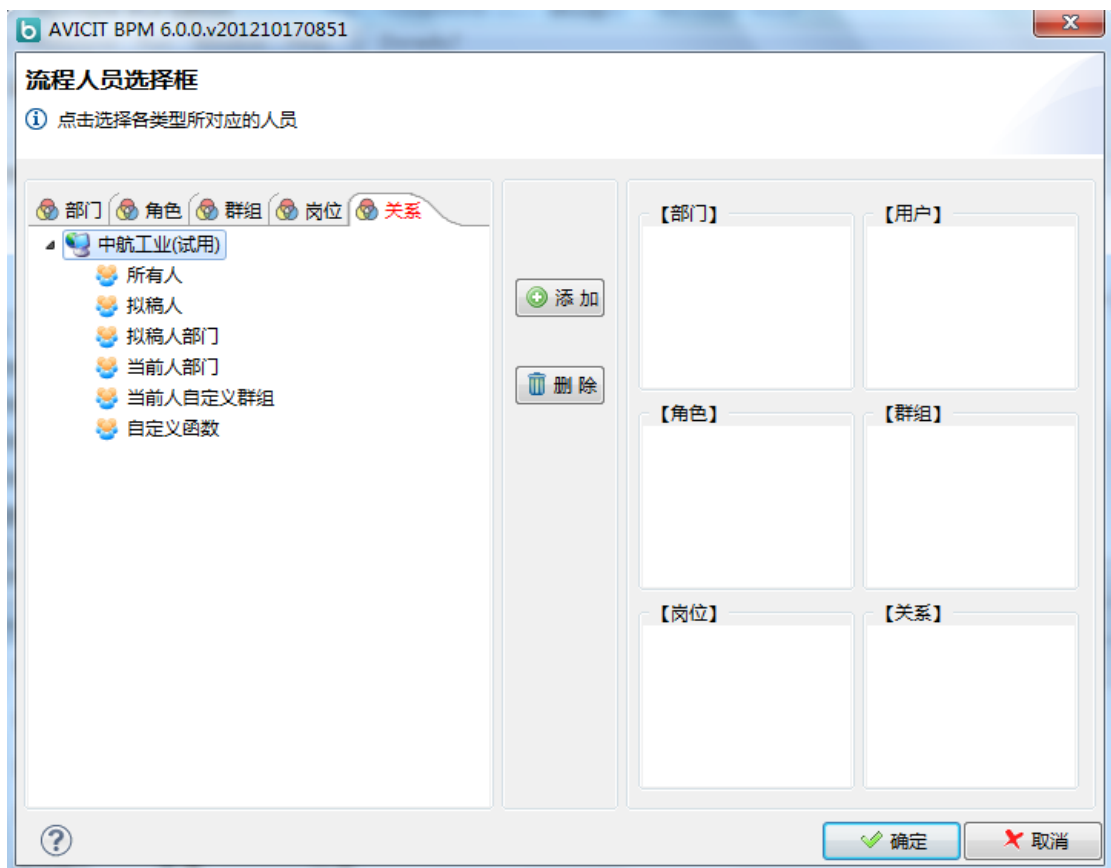 AVICIT BPM 6.0.0.v201210170851
流程人员选择框
点击选择各类型所对应的人员
部门 角色 群组 岗位 关系
中航工业(试用)
所有人
拟稿人
拟稿人部门
当前人部门
当前人自定义群组
自定义函数
添加
删除
【部门】 【用户】
【角色】 【群组】
【岗位】 【关系】
确定 取消